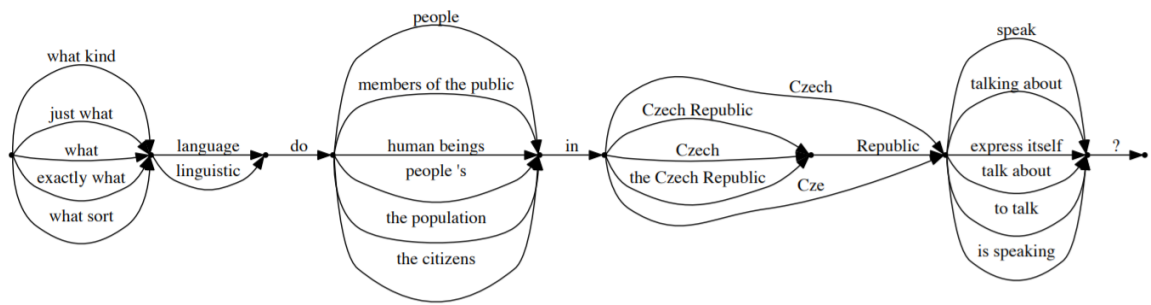 what kind
just what
what
exactly what
what sort
language
linguistic
do
people
members of the public
human beings
people 's
the population
the citizens
in
Czech
Czech Republic
Czech
the Czech Republic
Cze
Republic
speak
talking about
express itself
talk about
to talk
is speaking
?